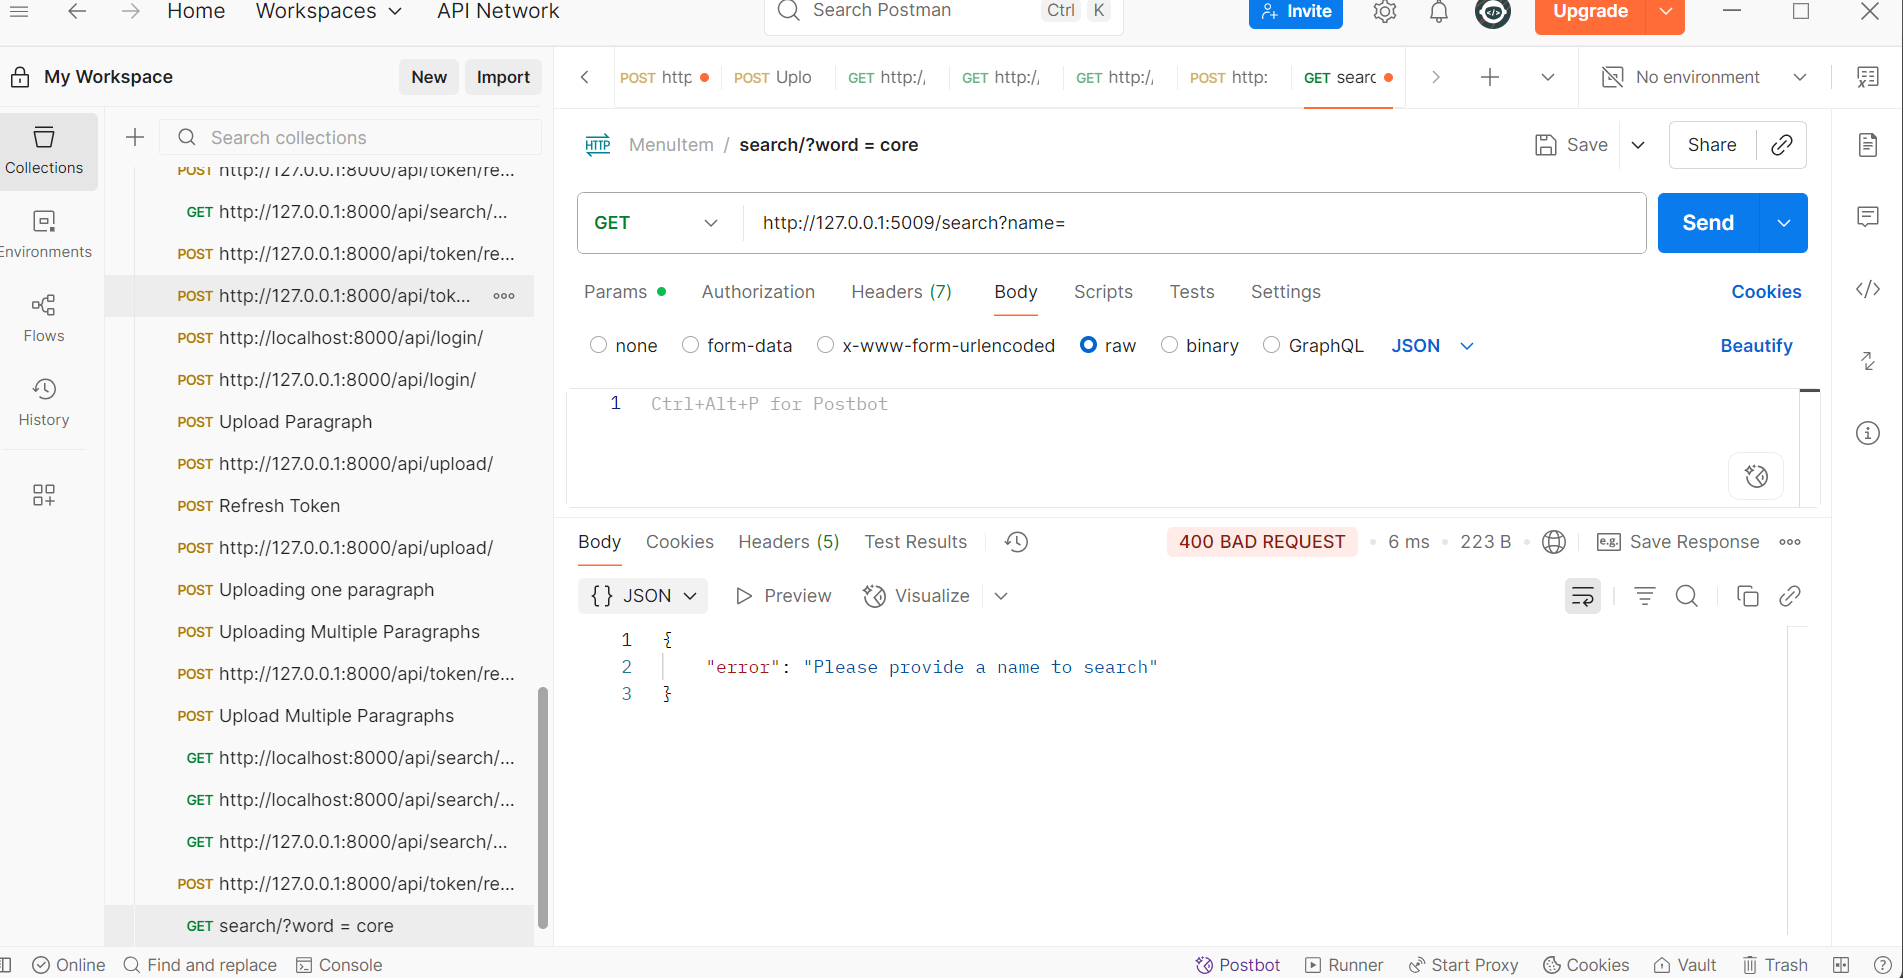 Home Workspaces API Network Search Postman Ctrl K Invite Upgrade
My Workspace New Import
POST http POST Uplo GET http:/ GET http:/ GET http:/ POST http: GET searc No environment
Search collections
HTTP MenuItem / search/?word = core Save Share
Collections
Environments
Flows
History
POST http://127.0.0.1:8000/api/token/re...
GET http://127.0.0.1:8000/api/search/...
POST http://127.0.0.1:8000/api/token/re...
POST http://127.0.0.1:8000/api/tok...
POST http://localhost:8000/api/login/
POST http://127.0.0.1:8000/api/login/
POST Upload Paragraph
POST http://127.0.0.1:8000/api/upload/
POST Refresh Token
POST http://127.0.0.1:8000/api/upload/
POST Uploading one paragraph
POST Uploading Multiple Paragraphs
POST http://127.0.0.1:8000/api/token/re...
POST Upload Multiple Paragraphs
GET http://localhost:8000/api/search/...
GET http://localhost:8000/api/search/...
GET http://127.0.0.1:8000/api/search/...
POST http://127.0.0.1:8000/api/token/re...
GET search/?word = core
GET http://127.0.0.1:5009/search?name= Send
Params Authorization Headers (7) Body Scripts Tests Settings Cookies
none form-data x-www-form-urlencoded raw binary GraphQL JSON Beautify
1 Ctrl+Alt+P for Postbot
Body Cookies Headers (5) Test Results 400 BAD REQUEST 6 ms 223 B e.g. Save Response
{} JSON Preview Visualize
1 {
2 "error": "Please provide a name to search"
3 }
Online Find and replace Console Postbot Runner Start Proxy Cookies Vault Trash